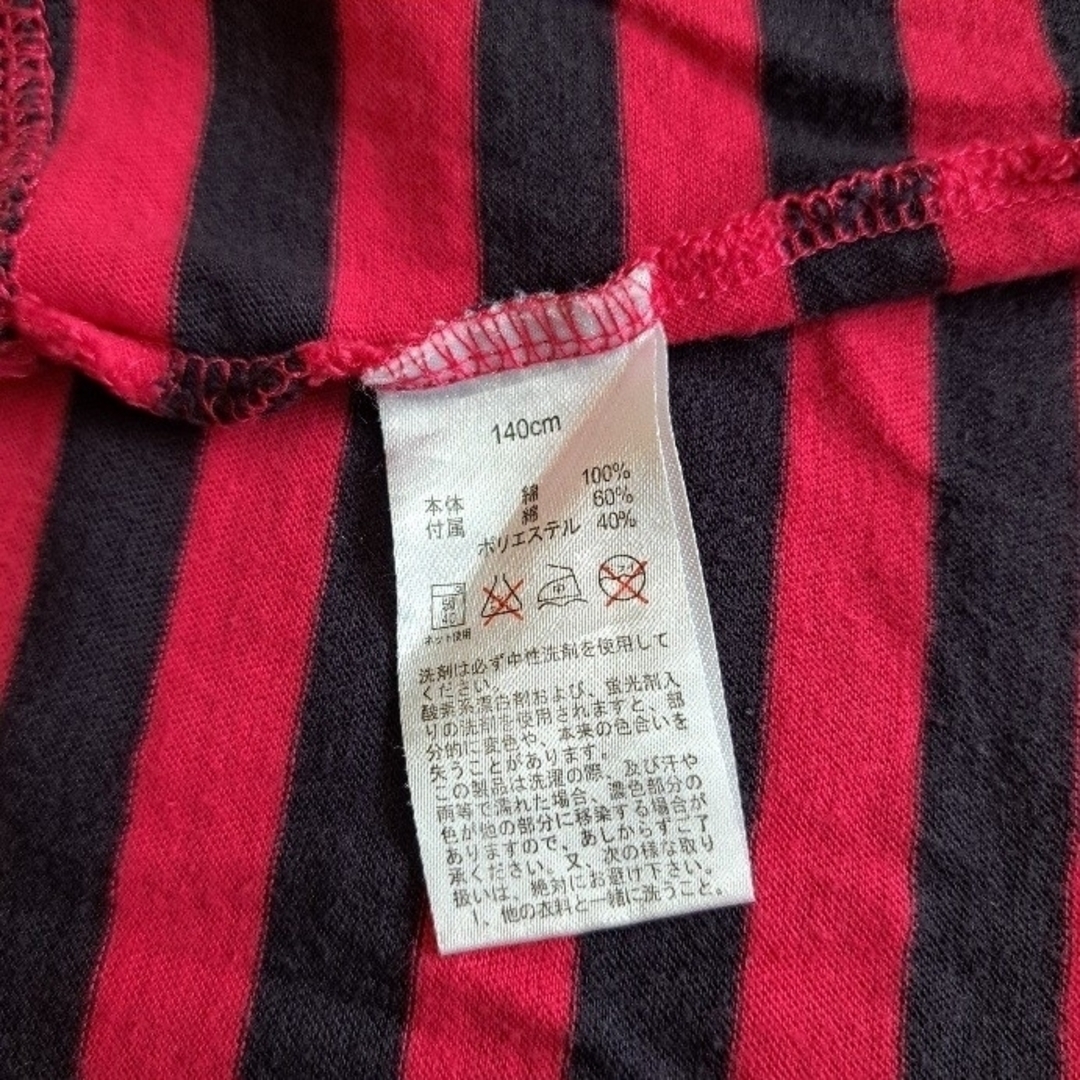 140cm
綿 100%
本体 綿 60%
付属 ポリエステル 40%
ネット使用
洗剤は必ず中性洗剤を使用して
ください。
酸素系漂白剤および、蛍光剤入
りの洗剤を使用されますと、部
分的に変色や、本来の色合いを
失うことがあります。
この製品は洗濯の際、及び汗や
雨等で濡れた場合、濃色部分の
色が他の部分に移染する場合が
ありますので、あしからずご了
承ください。又、次の様な取り
扱いは、絶対にお避け下さい。
1、他の衣料と一緒に洗うこと。